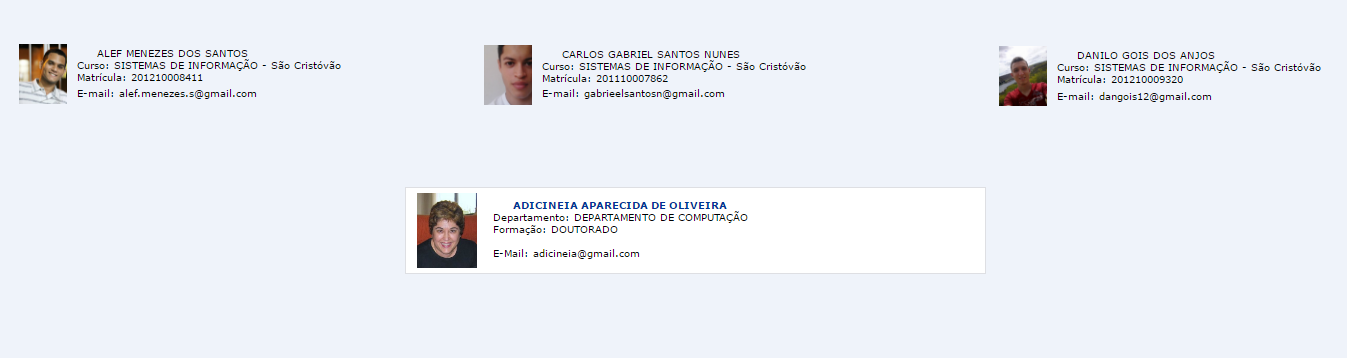 ALEF MENEZES DOS SANTOS
Curso: SISTEMAS DE INFORMAÇÃO - São Cristóvão
Matrícula: 201210008411
E-mail: alef.menezes.s@gmail.com
CARLOS GABRIEL SANTOS NUNES
Curso: SISTEMAS DE INFORMAÇÃO - São Cristóvão
Matrícula: 201110007862
E-mail: gabrieelsantosn@gmail.com
DANILO GOIS DOS ANJOS
Curso: SISTEMAS DE INFORMAÇÃO - São Cristóvão
Matrícula: 201210009320
E-mail: dangois12@gmail.com
ADICINEIA APARECIDA DE OLIVEIRA
Departamento: DEPARTAMENTO DE COMPUTAÇÃO
Formação: DOUTORADO
E-Mail: adicineia@gmail.com